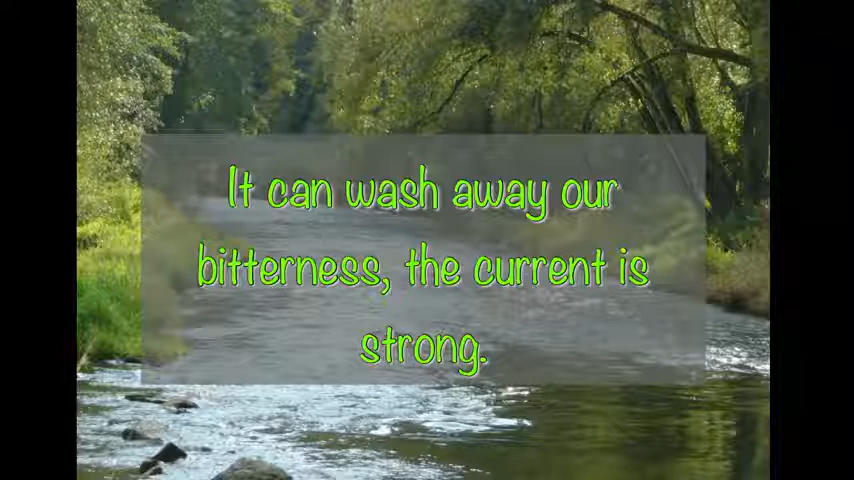 It can wash away our
bitterness, the current is
strong.